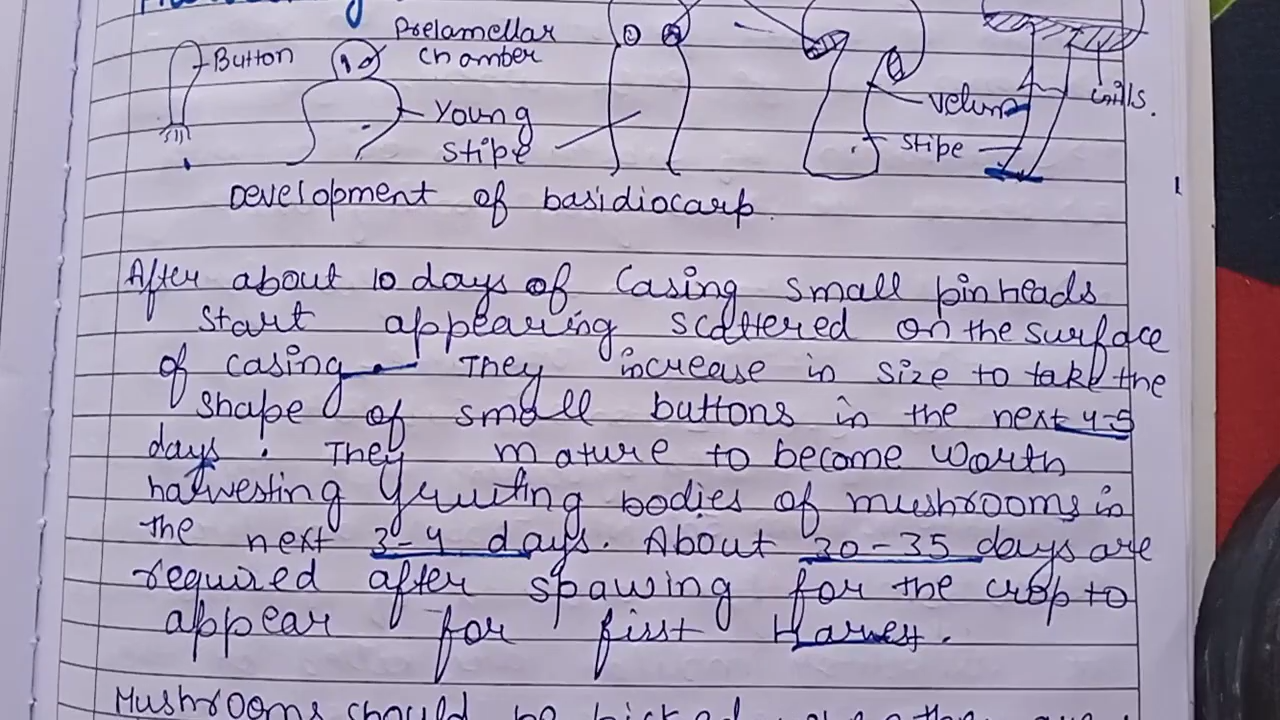 Prelamellar
Button
chamber
Young
stipe
velum
gills.
stipe
Development of basidiocarp.
After about 10 days of Casing small pinheads
start appearing scattered on the surface
of casing. They increase in size to take the
shape of small buttons in the next 4-5
days. They mature to become worth
harvesting fruiting bodies of mushrooms in
the next 3-4 days. About 30-35 days are
required after spawing for the crop to
appear for first Harvest.
Mushrooms should be picked